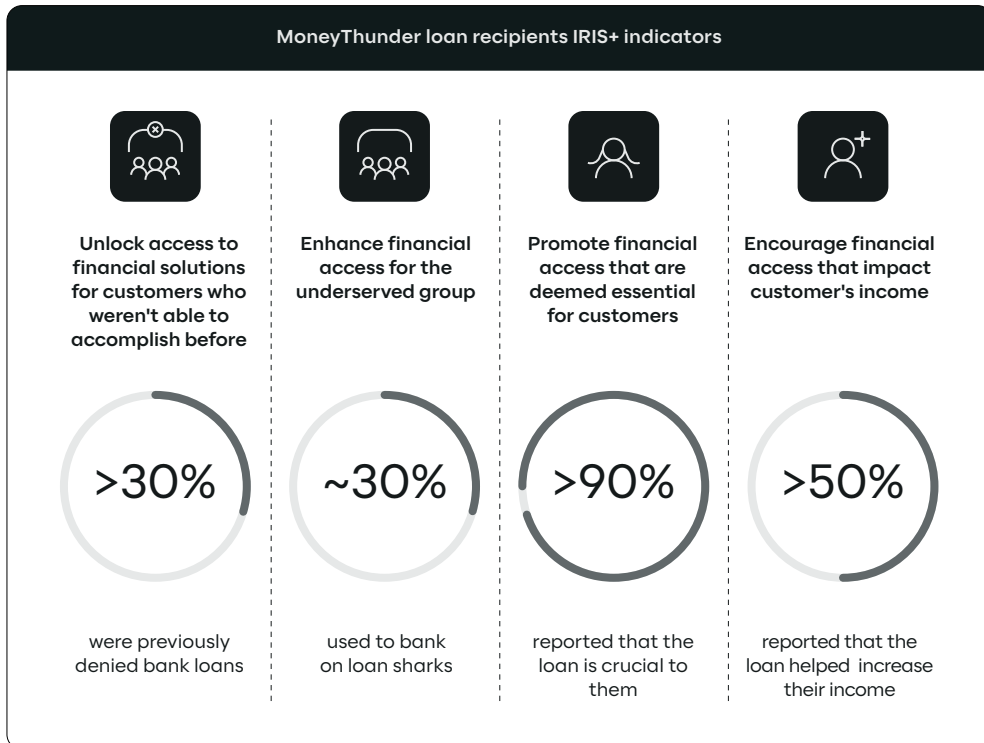 MoneyThunder loan recipients IRIS+ indicators
Unlock access to
financial solutions
for customers who
weren't able to
accomplish before
>30%
were previously
denied bank loans
Enhance financial
access for the
underserved group
~30%
used to bank
on loan sharks
Promote financial
access that are
deemed essential
for customers
>90%
reported that the
loan is crucial to
them
Encourage financial
access that impact
customer's income
>50%
reported that the
loan helped  increase
their income